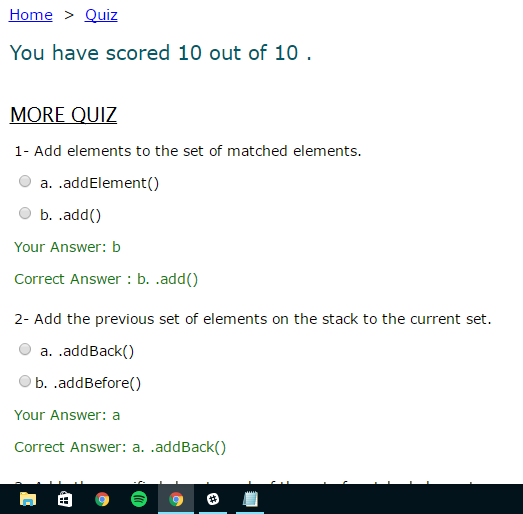 Home > Quiz
You have scored 10 out of 10 .
MORE QUIZ
1- Add elements to the set of matched elements.
a. .addElement()
b. .add()
Your Answer: b
Correct Answer : b. .add()
2- Add the previous set of elements on the stack to the current set.
a. .addBack()
b. .addBefore()
Your Answer: a
Correct Answer: a. .addBack()